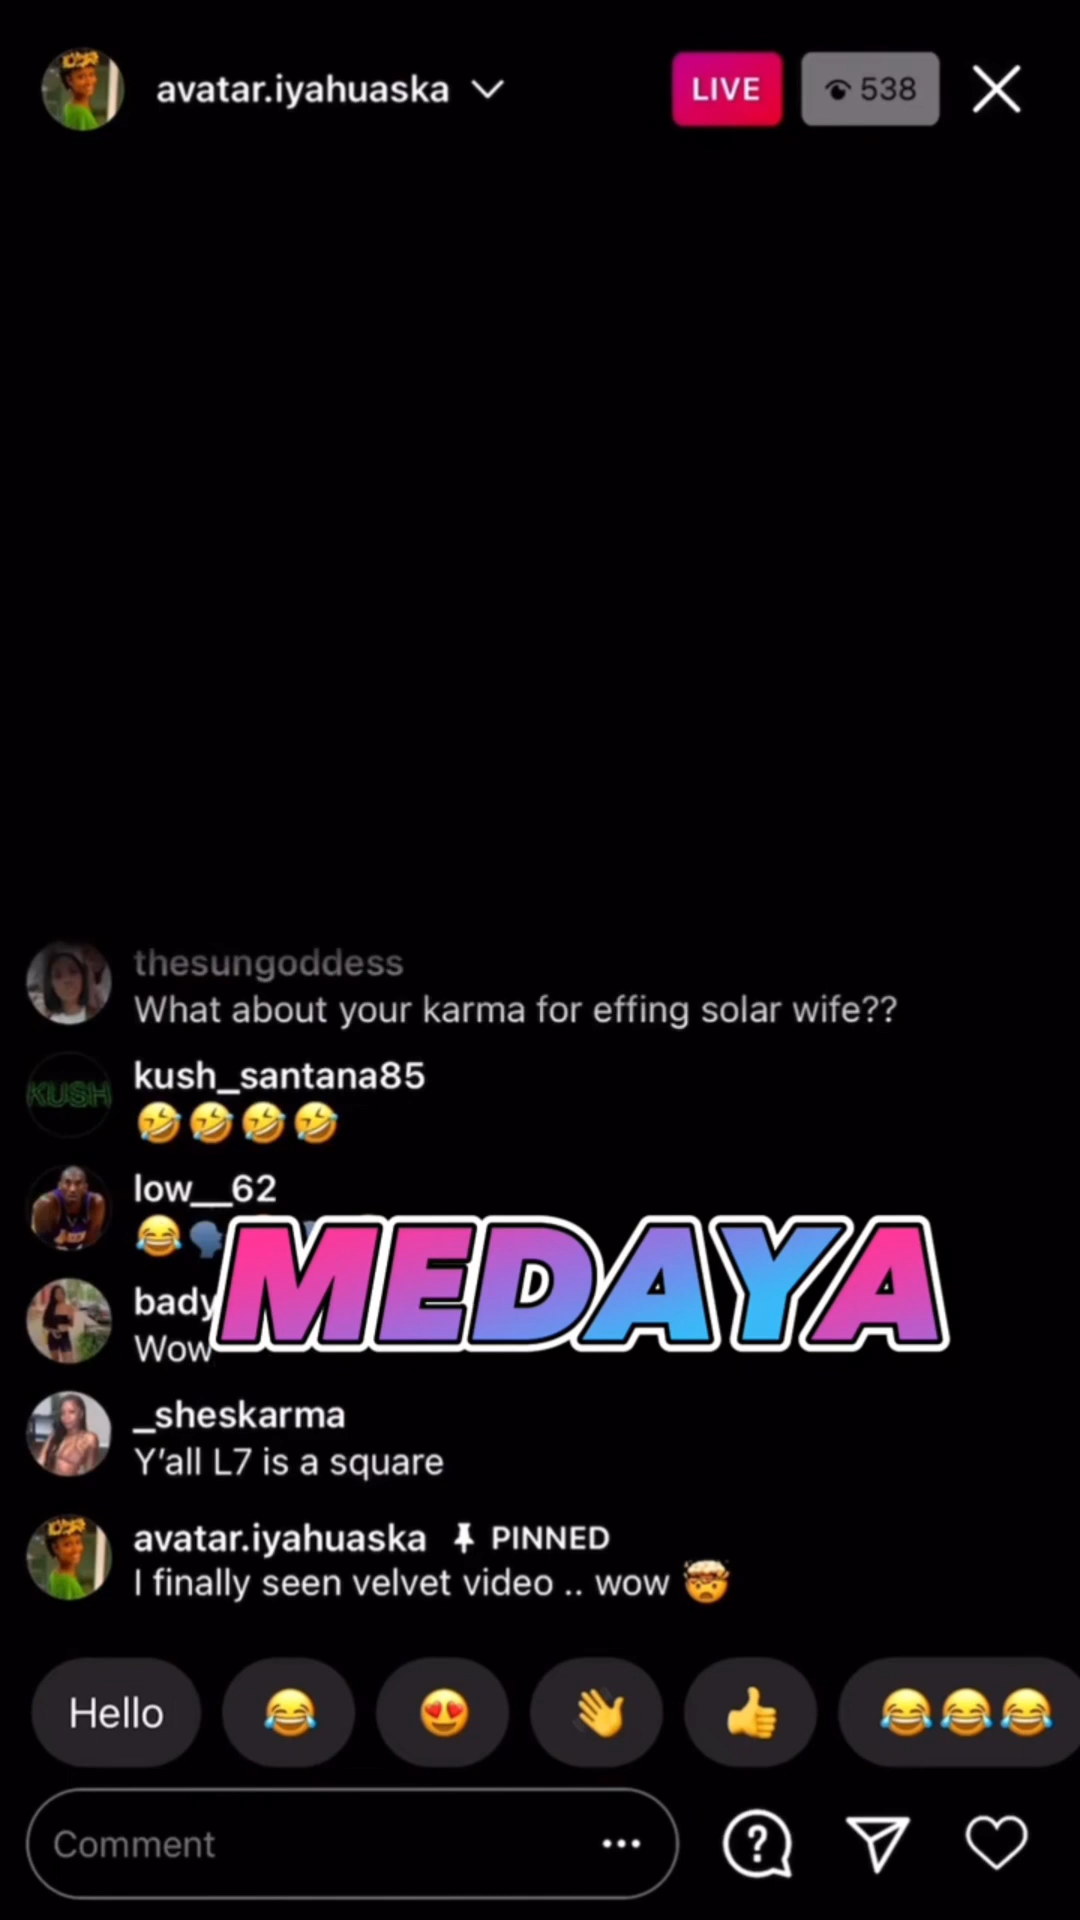 avatar.iyahuaska
LIVE
538
thesungoddess
What about your karma for effing solar wife??
KUSH
kush_santana85
🤣🤣🤣🤣
low__62
😂🗣
MEDAYA
bady
Wow
_sheskarma
Y'all L7 is a square
avatar.iyahuaska PINNED
I finally seen velvet video .. wow 🤯
Hello 😂 😍 👋 👍 😂😂😂
Comment